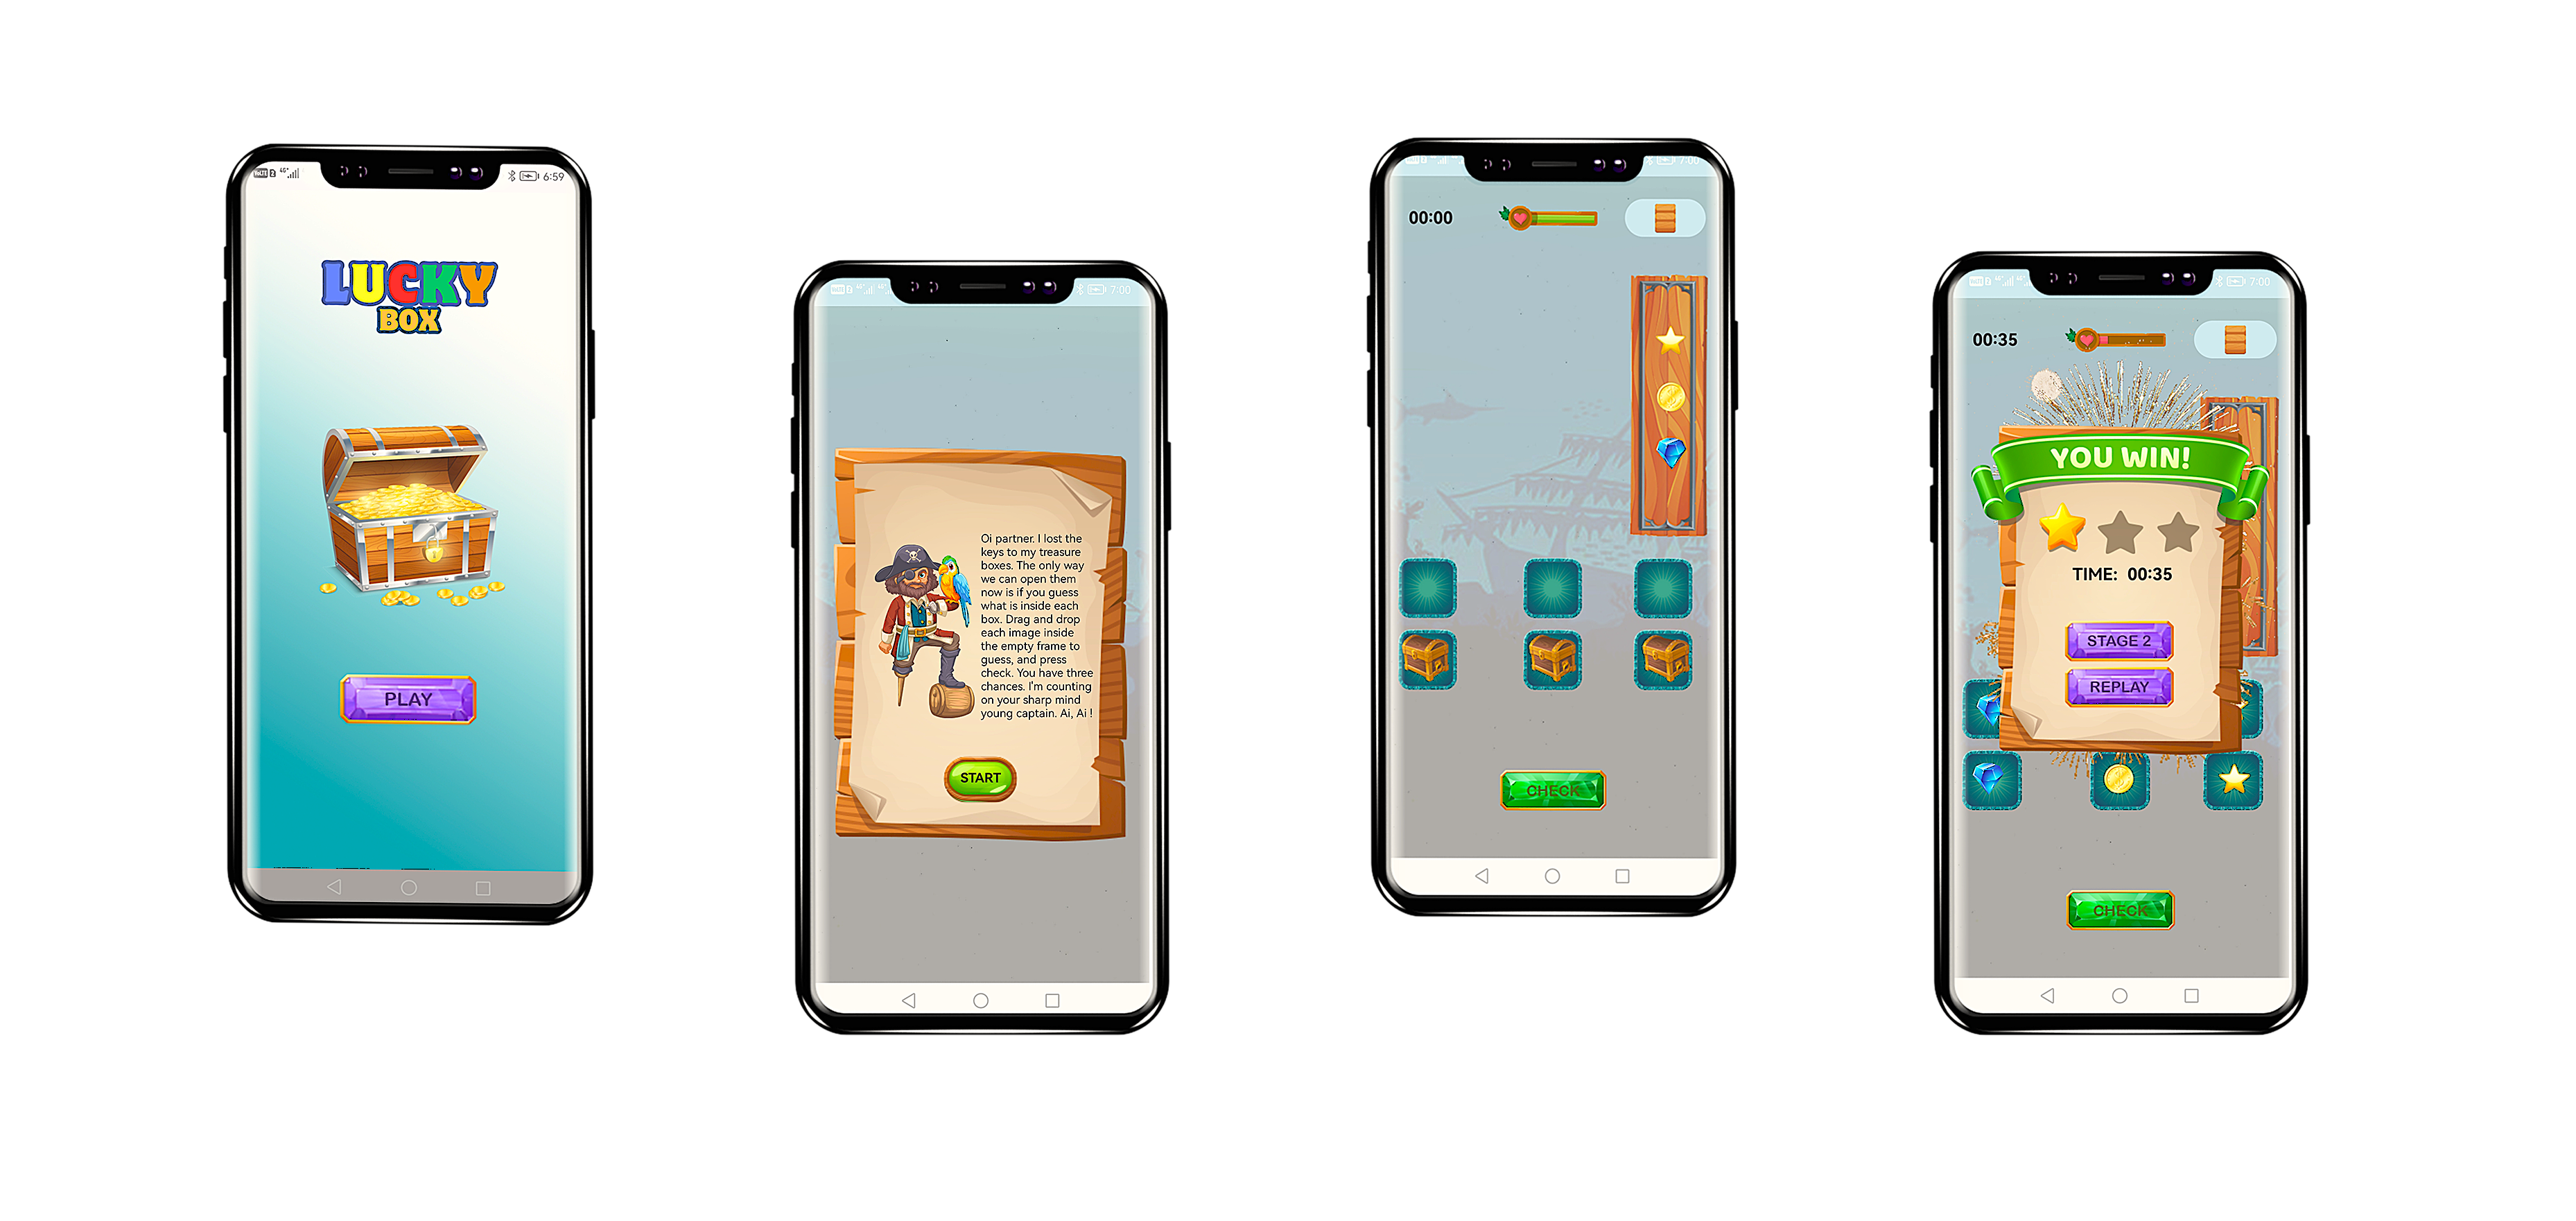 6:59
LUCKY
BOX
PLAY
7:00
Oi partner. I lost the
keys to my treasure
boxes. The only way
we can open them
now is if you guess
what is inside each
box. Drag and drop
each image inside
the empty frame to
guess, and press
check. You have three
chances. I'm counting
on your sharp mind
young captain. Ai, Ai !
START
7:00
00:00
CHECK
7:00
00:35
YOU WIN!
TIME: 00:35
STAGE 2
REPLAY
CHECK